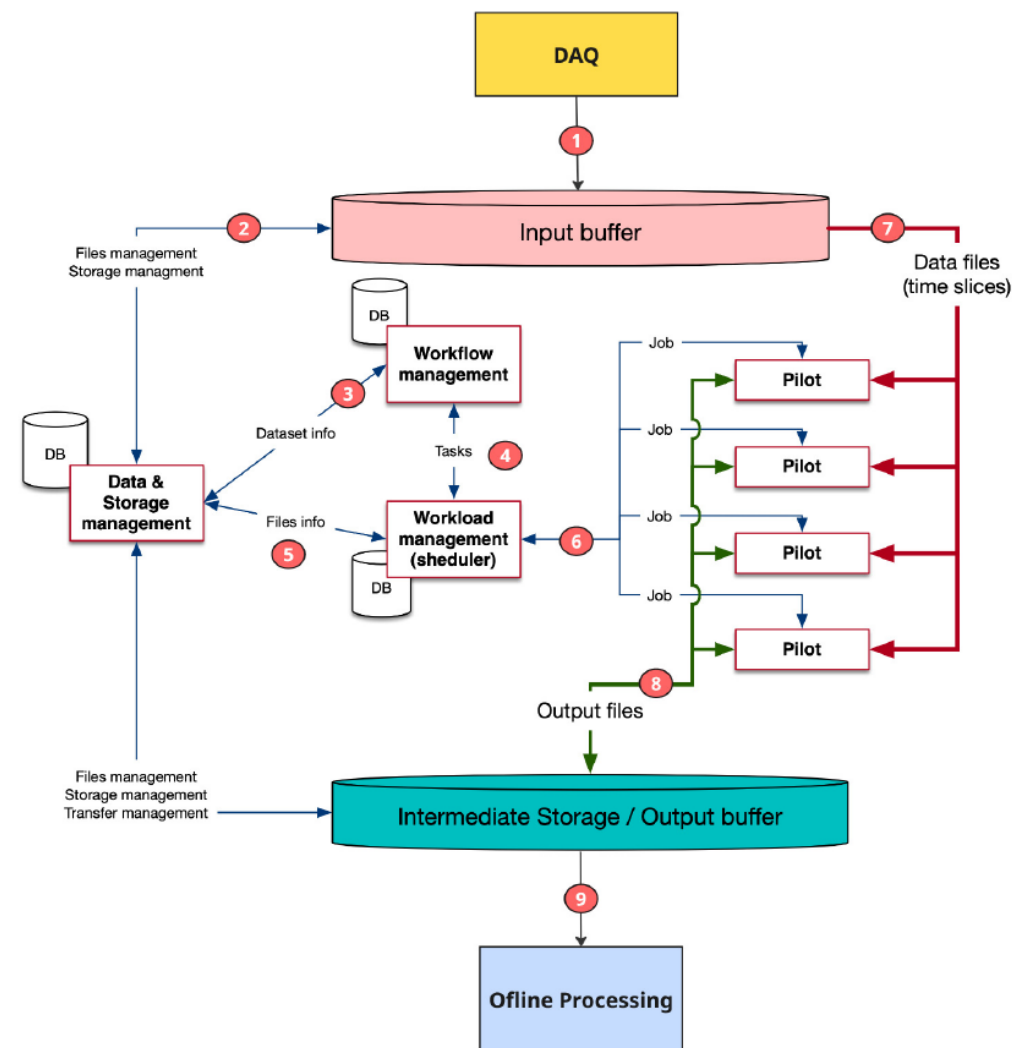 DAQ
1
Input buffer
2
7
Files management
Storage managment
Data files
(time slices)
DB
Workflow
management
3
Job
Pilot
Dataset info
Tasks
4
Job
Pilot
DB
Data &
Storage
management
Files info
5
Workload
management
(sheduler)
DB
6
Job
Pilot
Job
Pilot
8
Output files
Files management
Storage management
Transfer management
Intermediate Storage / Output buffer
9
Ofline Processing